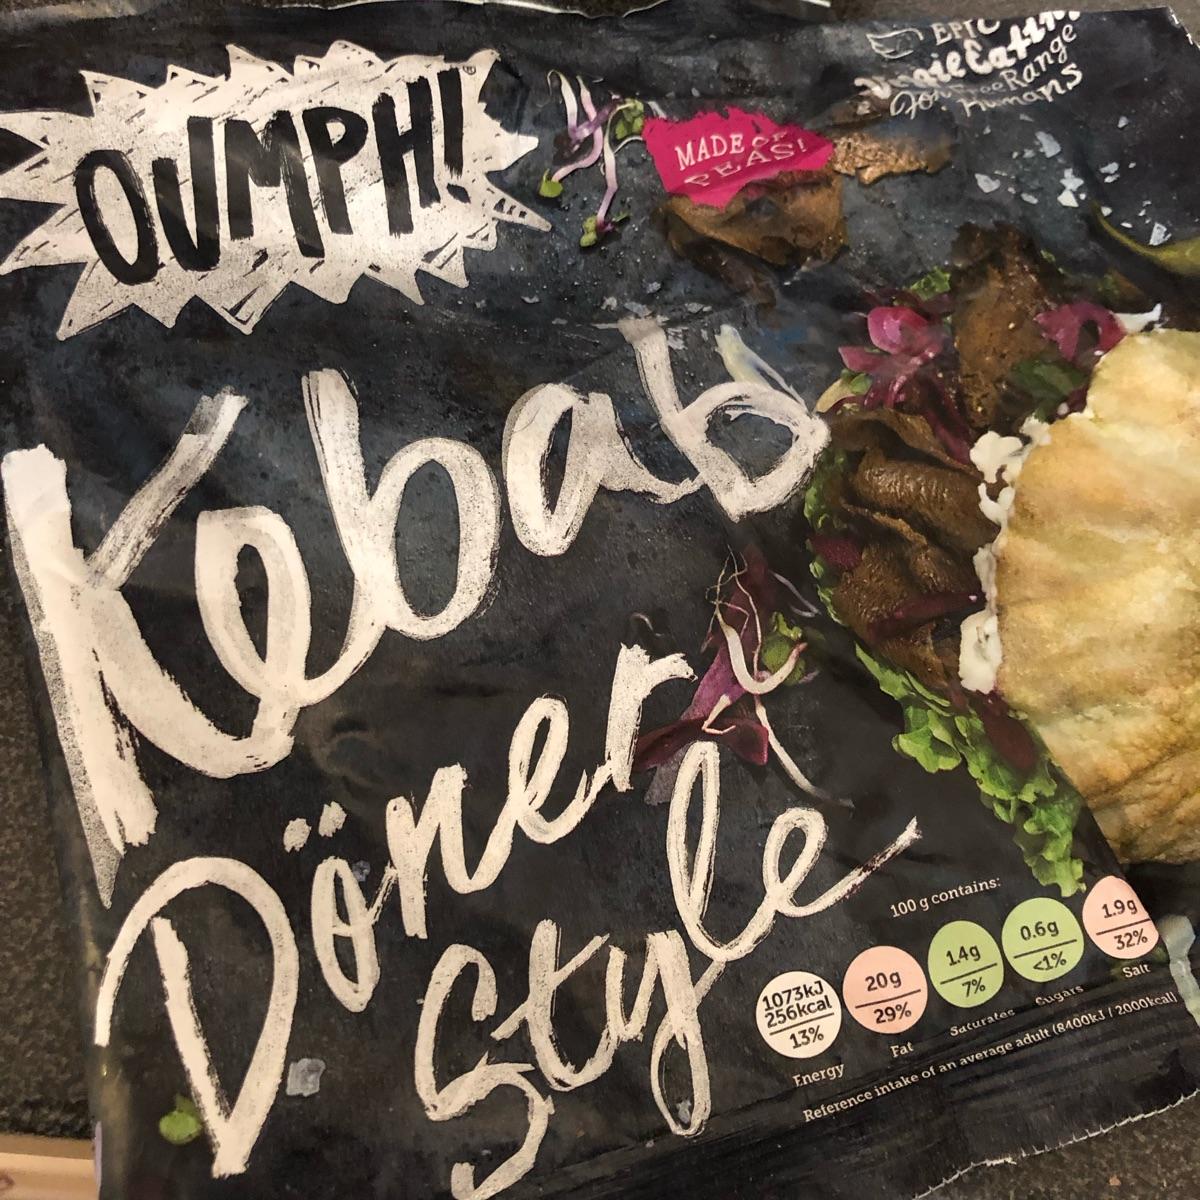 OUMPH!
EPIC
Veggie Eating
For Free Range
Humans
MADE OF
PEAS!
Kebab
Döner
Style
100 g contains:
1073kJ
256kcal
13%
Energy
20g
29%
Fat
1.4g
7%
Saturates
0.6g
<1%
Sugars
1.9g
32%
Salt
Reference intake of an average adult (8400kJ / 2000kcal)